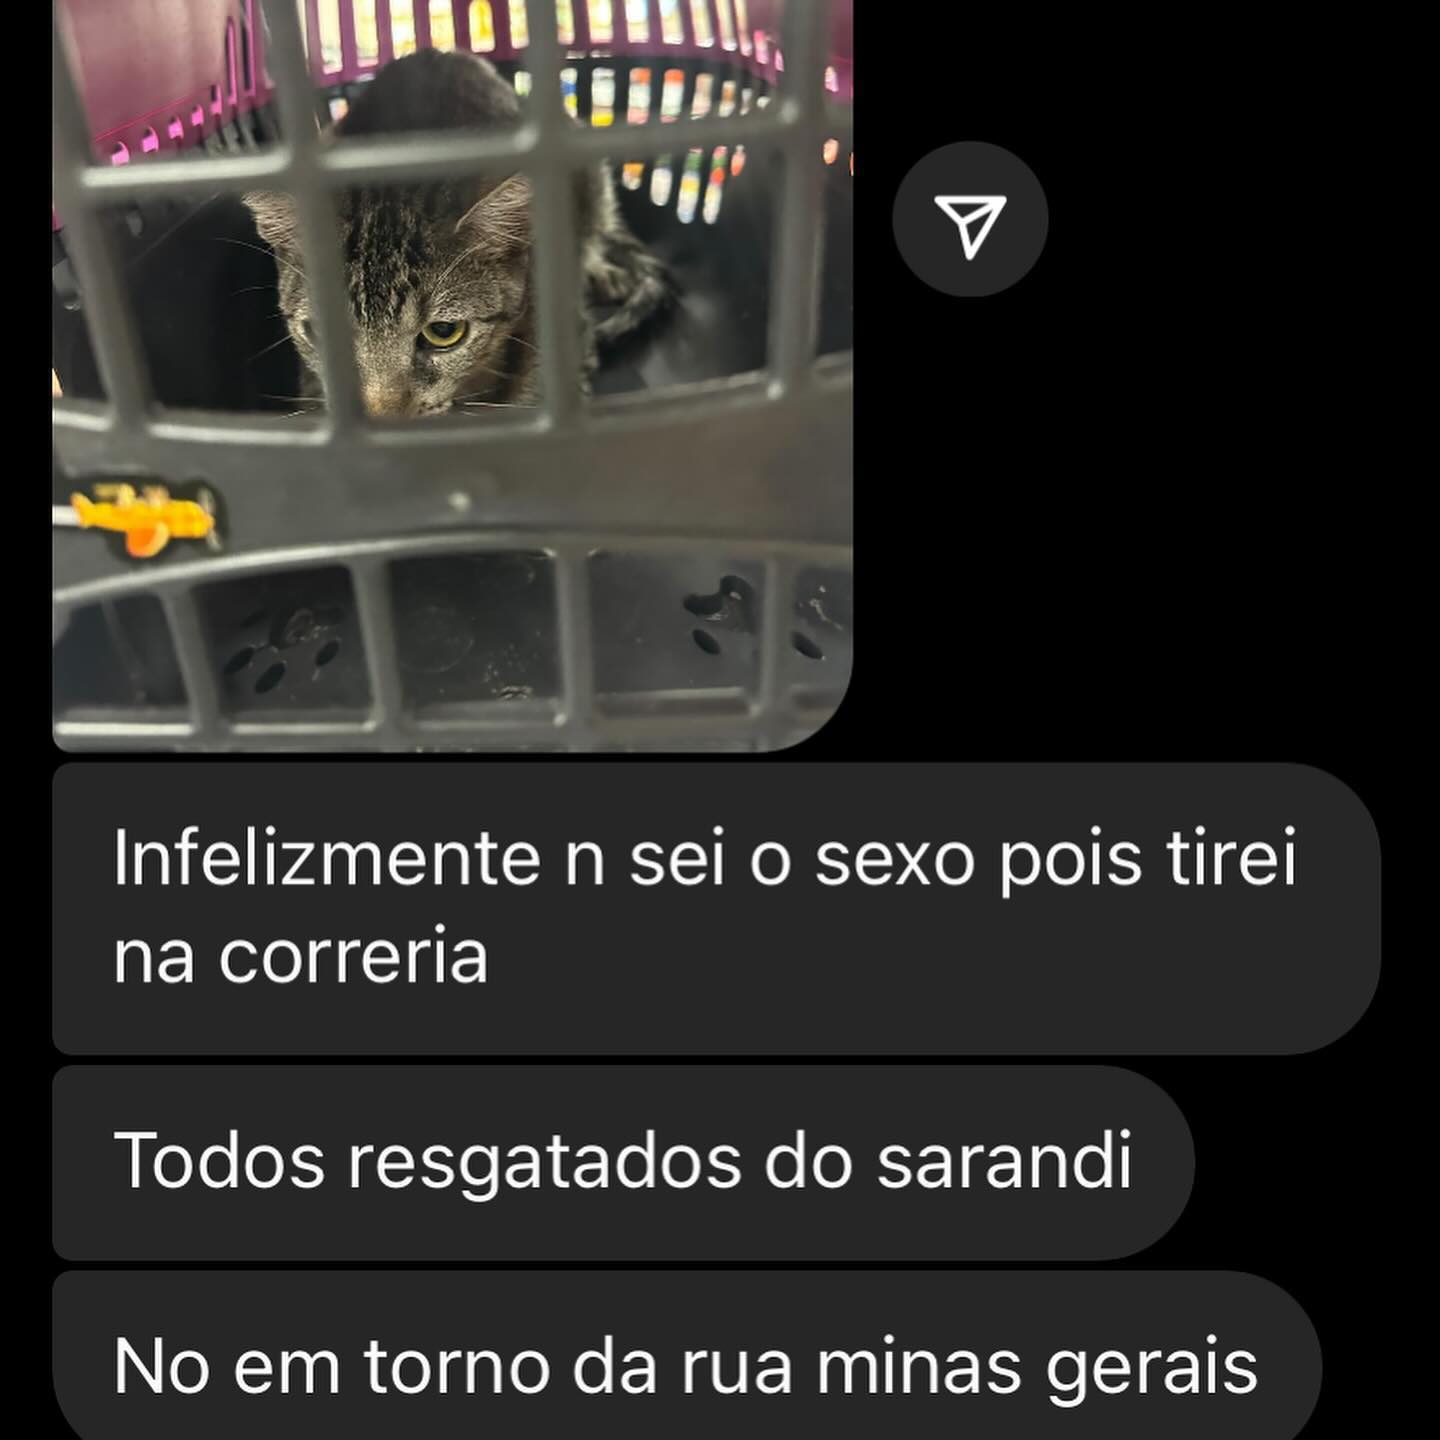 Infelizmente n sei o sexo pois tirei
na correria
Todos resgatados do sarandi
No em torno da rua minas gerais